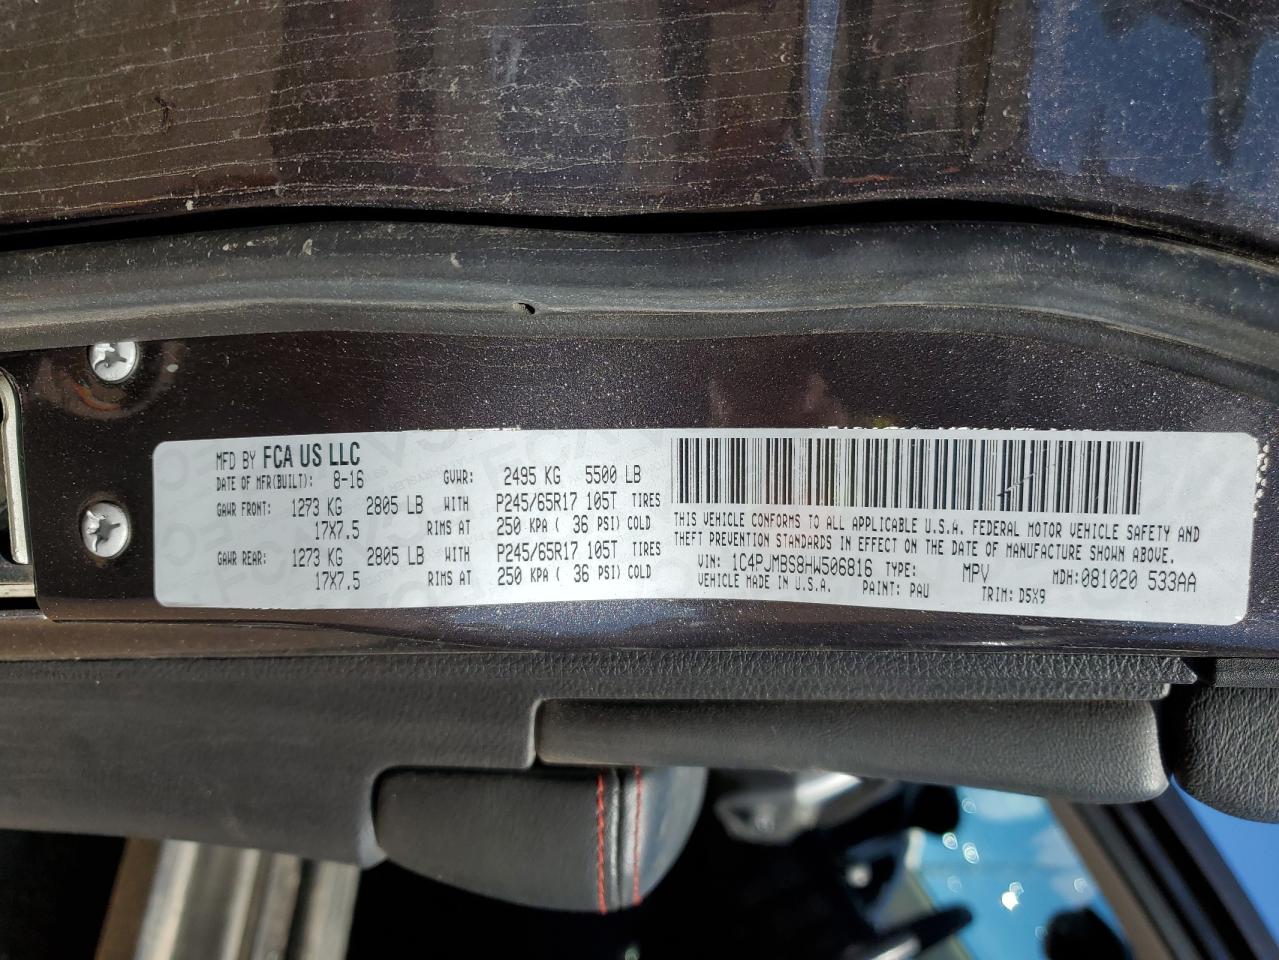 MFD BY FCA US LLC
DATE OF MFR(BUILT): 8-16 GVWR: 2495 KG 5500 LB
GAWR FRONT: 1273 KG 2805 LB WITH P245/65R17 105T TIRES
17X7.5 RIMS AT 250 KPA ( 36 PSI) COLD
GAWR REAR: 1273 KG 2805 LB WITH P245/65R17 105T TIRES
17X7.5 RIMS AT 250 KPA ( 36 PSI) COLD
THIS VEHICLE CONFORMS TO ALL APPLICABLE U.S.A. FEDERAL MOTOR VEHICLE SAFETY AND
THEFT PREVENTION STANDARDS IN EFFECT ON THE DATE OF MANUFACTURE SHOWN ABOVE.
VIN: 1C4PJMBS8HW506816 TYPE: MPV MDH:081020 533AA
VEHICLE MADE IN U.S.A. PAINT: PAU TRIM: D5X9